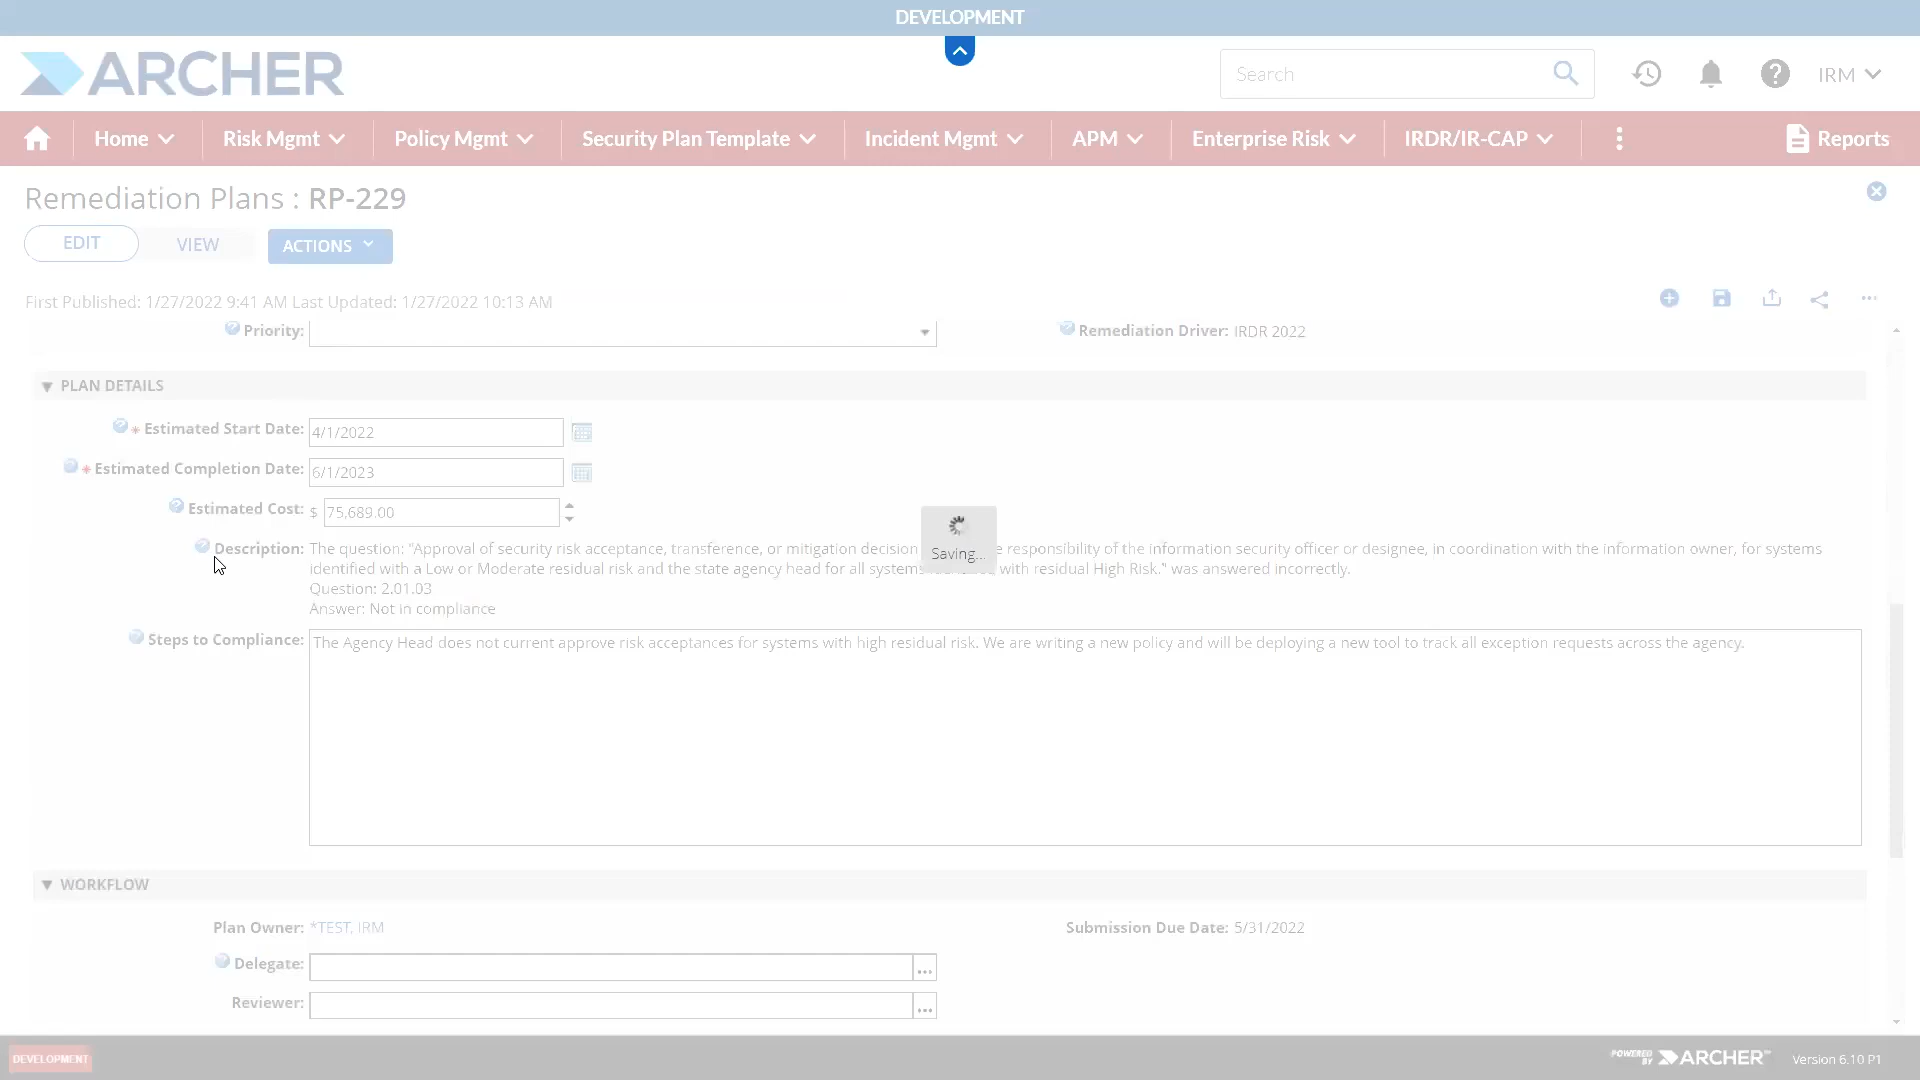 DEVELOPMENT
ARCHER
Search
IRM
Home
Risk Mgmt
Policy Mgmt
Security Plan Template
Incident Mgmt
APM
Enterprise Risk
IRDR/IR-CAP
Reports
Remediation Plans : RP-229
EDIT
VIEW
ACTIONS
First Published: 1/27/2022 9:41 AM Last Updated: 1/27/2022 10:13 AM
Priority:
Remediation Driver: IRDR 2022
PLAN DETAILS
Estimated Start Date: 4/1/2022
Estimated Completion Date: 6/1/2023
Estimated Cost: $ 75,689.00
Description: The question: "Approval of security risk acceptance, transference, or mitigation decision e responsibility of the information security officer or designee, in coordination with the information owner, for systems
identified with a Low or Moderate residual risk and the state agency head for all systems with residual High Risk." was answered incorrectly.
Question: 2.01.03
Answer: Not in compliance
Saving...
Steps to Compliance: The Agency Head does not current approve risk acceptances for systems with high residual risk. We are writing a new policy and will be deploying a new tool to track all exception requests across the agency.
WORKFLOW
Plan Owner: *TEST, IRM
Submission Due Date: 5/31/2022
Delegate:
...
Reviewer:
...
DEVELOPMENT
POWERED BY ARCHER
Version 6.10 P1